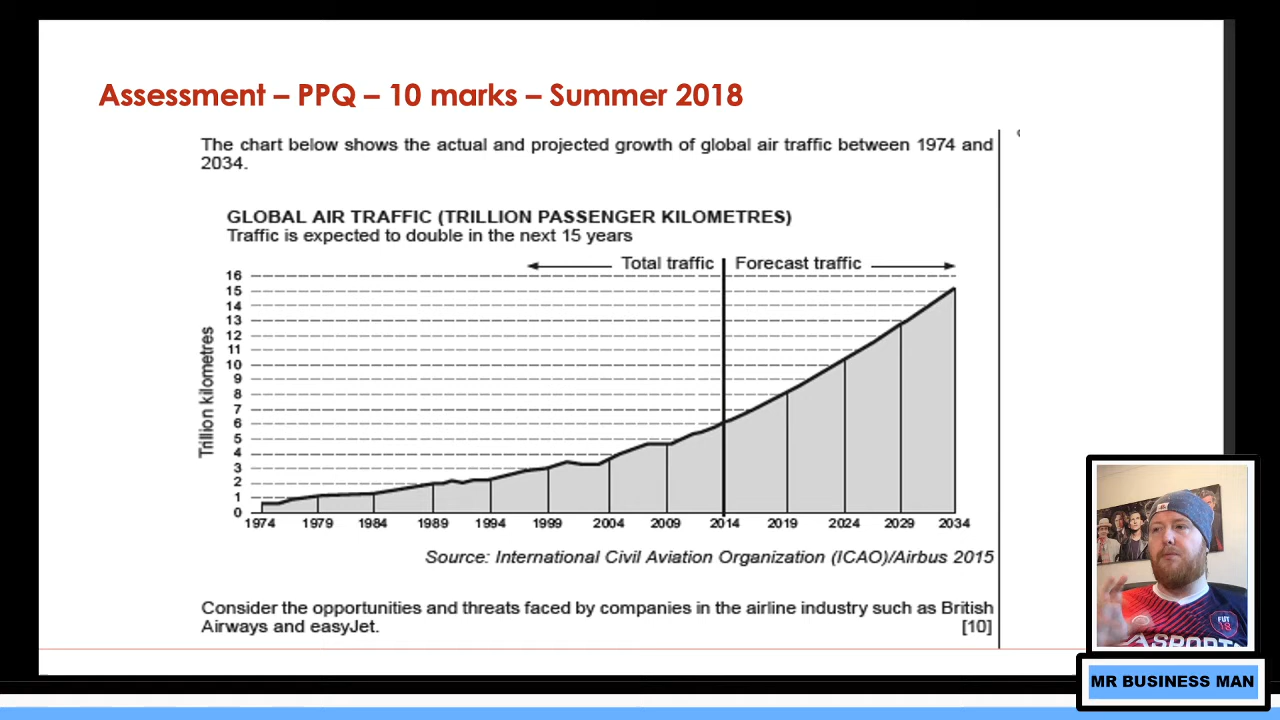 Assessment – PPQ – 10 marks – Summer 2018
The chart below shows the actual and projected growth of global air traffic between 1974 and
2034.
GLOBAL AIR TRAFFIC (TRILLION PASSENGER KILOMETRES)
Traffic is expected to double in the next 15 years
Total traffic Forecast traffic
16
15
14
13
12
11
10
9
8
7
6
5
4
3
2
1
0
Trillion kilometres
1974 1979 1984 1989 1994 1999 2004 2009 2014 2019 2024 2029 2034
Source: International Civil Aviation Organization (ICAO)/Airbus 2015
Consider the opportunities and threats faced by companies in the airline industry such as British
Airways and easyJet. [10]
FUT
18
SPORTS
MR BUSINESS MAN